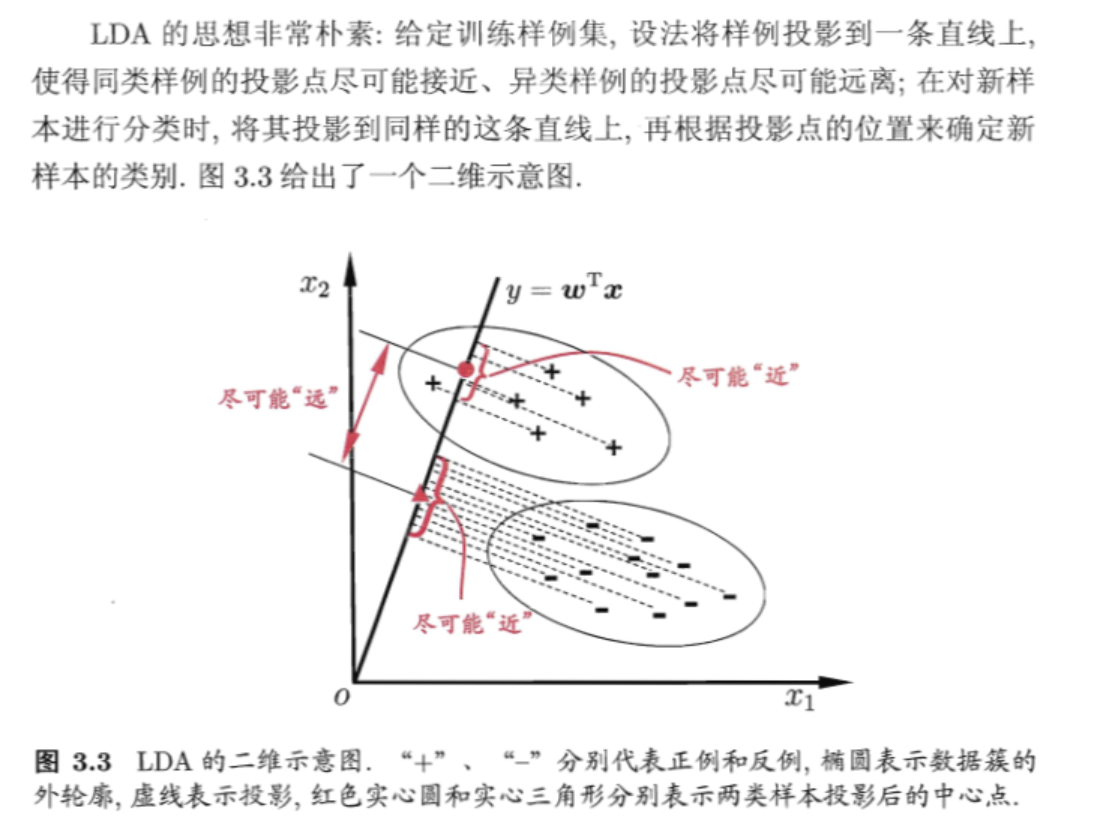 LDA 的思想非常朴素: 给定训练样例集, 设法将样例投影到一条直线上,
使得同类样例的投影点尽可能接近、异类样例的投影点尽可能远离; 在对新样
本进行分类时, 将其投影到同样的这条直线上, 再根据投影点的位置来确定新
样本的类别. 图 3.3 给出了一个二维示意图.
x₂
y = wᵀx
尽可能“远”
尽可能“近”
尽可能“近”
O
x₁
图 3.3 LDA 的二维示意图. “+”、 “–” 分别代表正例和反例, 椭圆表示数据簇的
外轮廓, 虚线表示投影, 红色实心圆和实心三角形分别表示两类样本投影后的中心点.